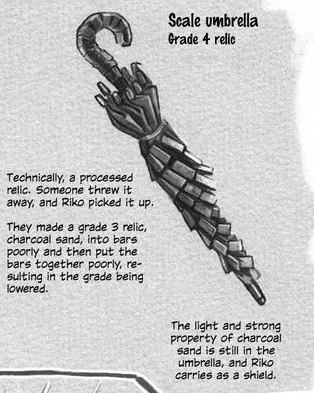 Scale umbrella
Grade 4 relic
Technically, a processed
relic. Someone threw it
away, and Riko picked it up.
They made a grade 3 relic,
charcoal sand, into bars
poorly and then put the
bars together poorly, re-
sulting in the grade being
lowered.
The light and strong
property of charcoal
sand is still in the
umbrella, and Riko
carries as a shield.